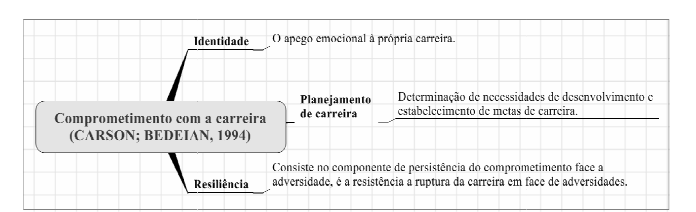 Identidade
O apego emocional à própria carreira.
Comprometimento com a carreira
(CARSON; BEDEIAN, 1994)
Planejamento
de carreira
Determinação de necessidades de desenvolvimento e
estabelecimento de metas de carreira.
Resiliência
Consiste no componente de persistência do comprometimento face a
adversidade, é a resistência a ruptura da carreira em face de adversidades.